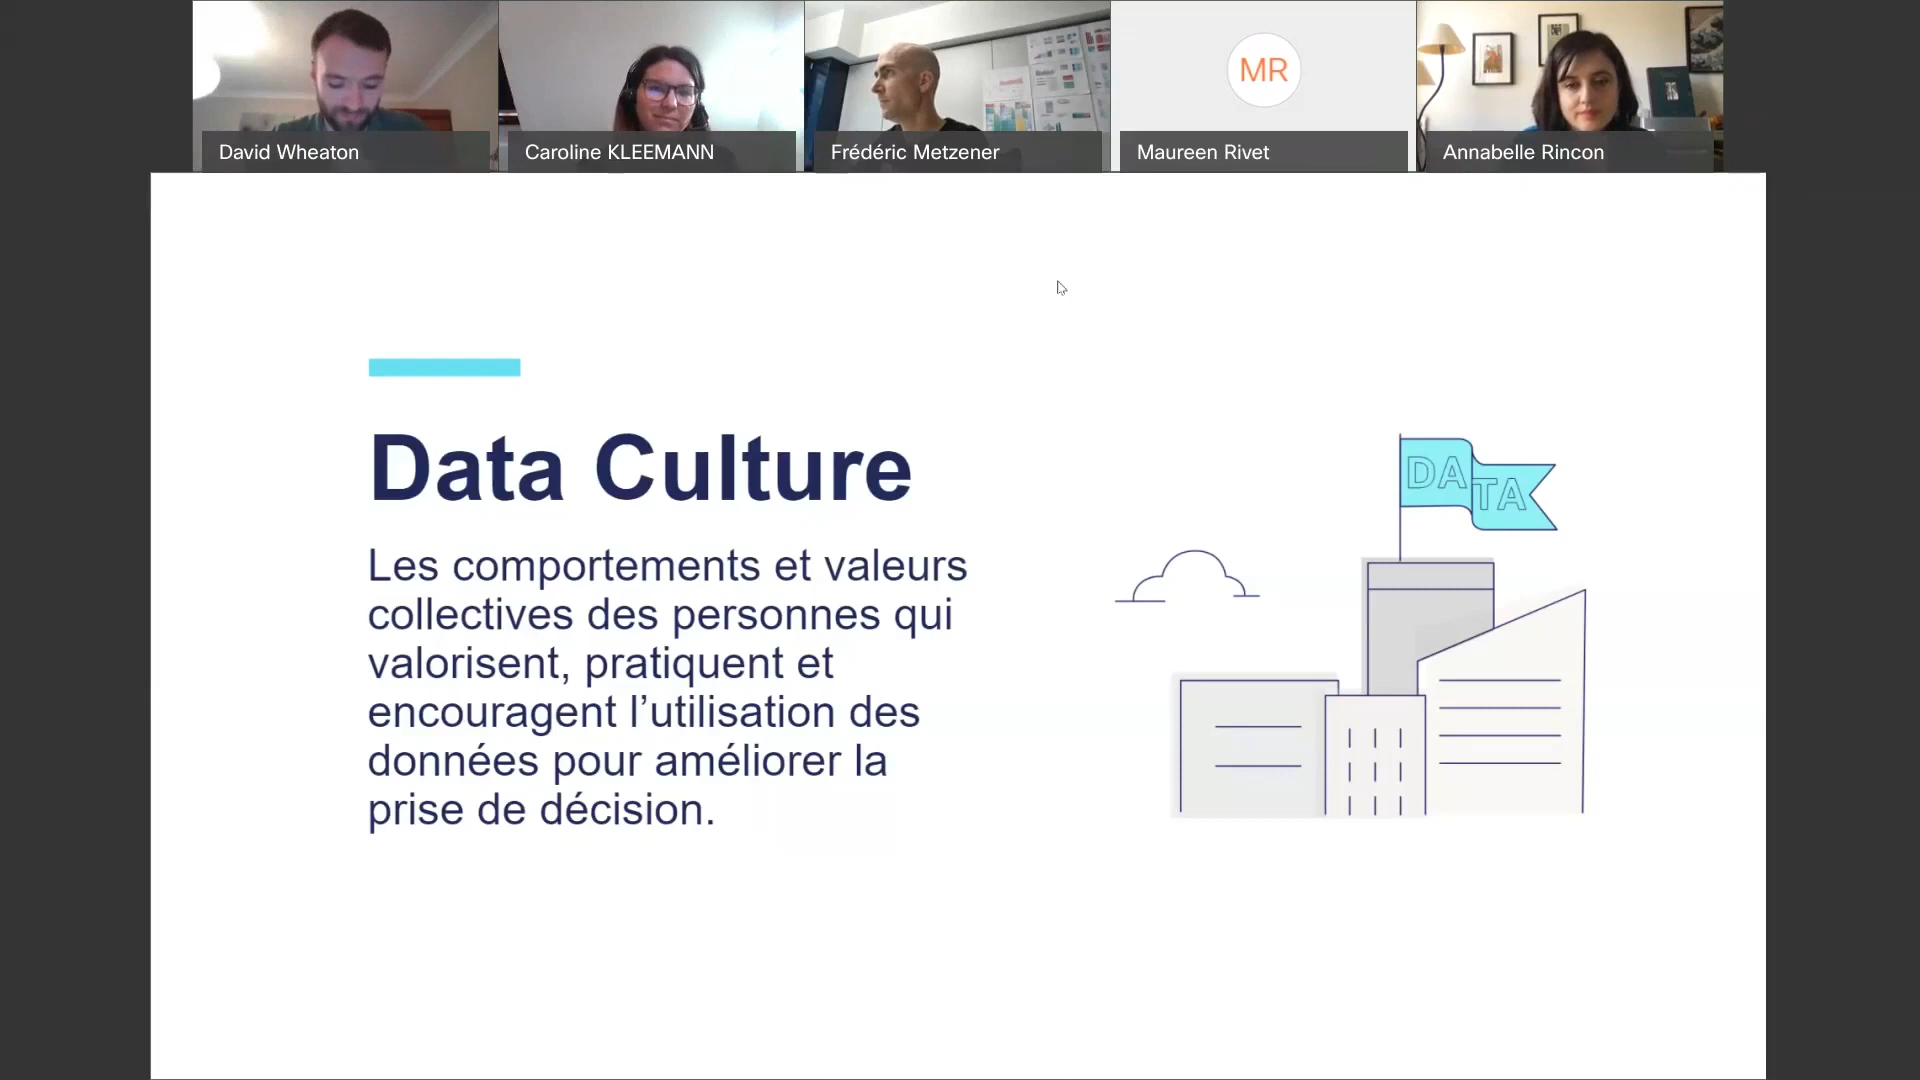 David Wheaton
Caroline KLEEMANN
Frédéric Metzener
MR
Maureen Rivet
Annabelle Rincon
Data Culture
Les comportements et valeurs
collectives des personnes qui
valorisent, pratiquent et
encouragent l’utilisation des
données pour améliorer la
prise de décision.
DA
TA